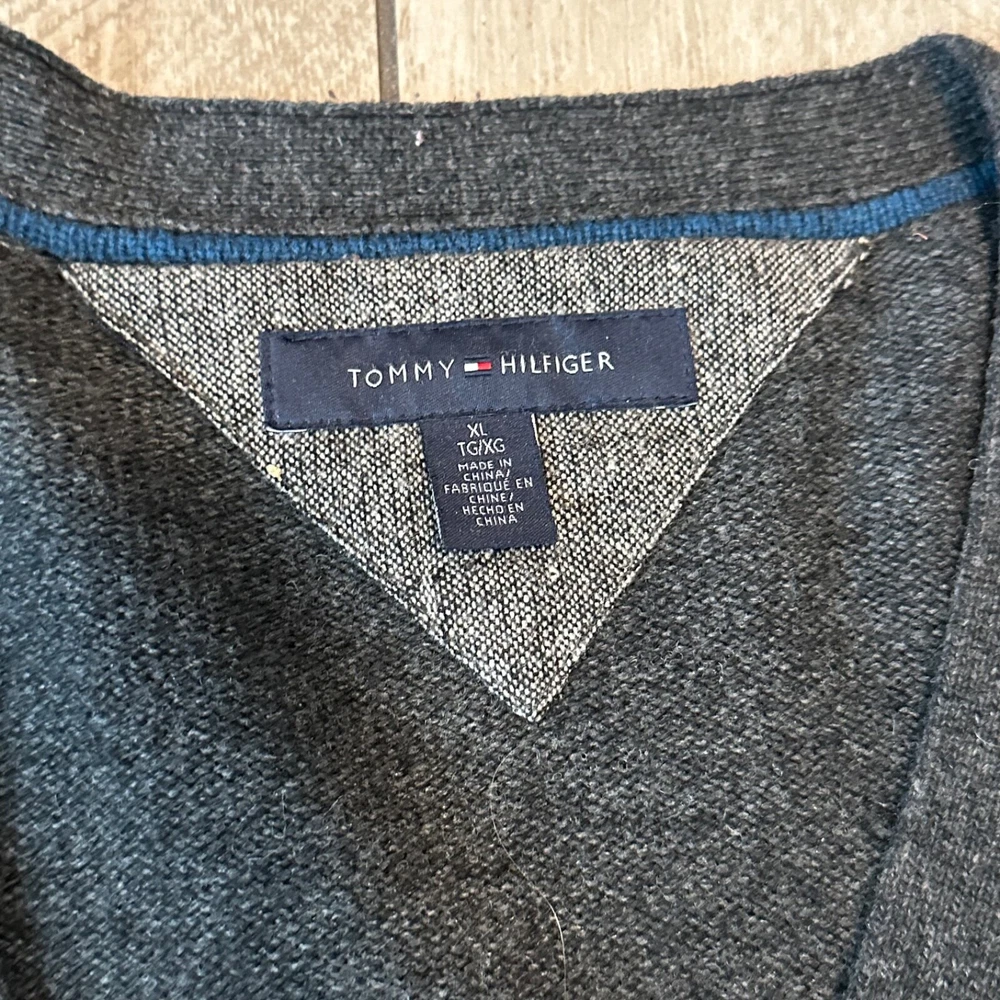 TOMMY HILFIGER
XL
TG/XG
MADE IN
CHINA/
FABRIQUÉ EN
CHINE/
HECHO EN
CHINA